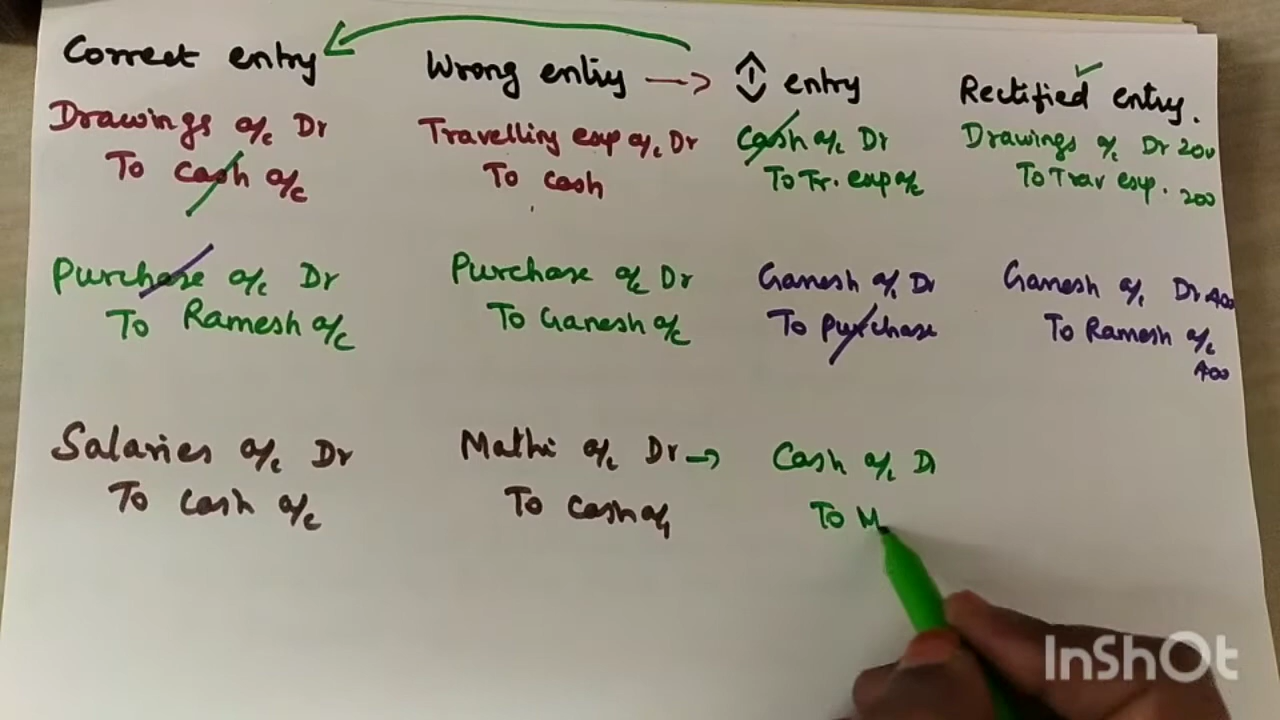 Correct entry
Wrong entry
entry
Rectified entry.
Drawings a/c Dr
To Cash a/c
Travelling exp a/c Dr
To cash
Cash a/c Dr
To Tr. exp a/c
Drawings a/c Dr 200
To Trav exp. 200
Purchase a/c Dr
To Ramesh a/c
Purchase a/c Dr
To Ganesh a/c
Ganesh a/c Dr
To purchase
Ganesh a/c Dr 400
To Ramesh a/c
400
Salaries a/c Dr
To cash a/c
Mathi a/c Dr
To cash a/c
Cash a/c D
To M
InShOt